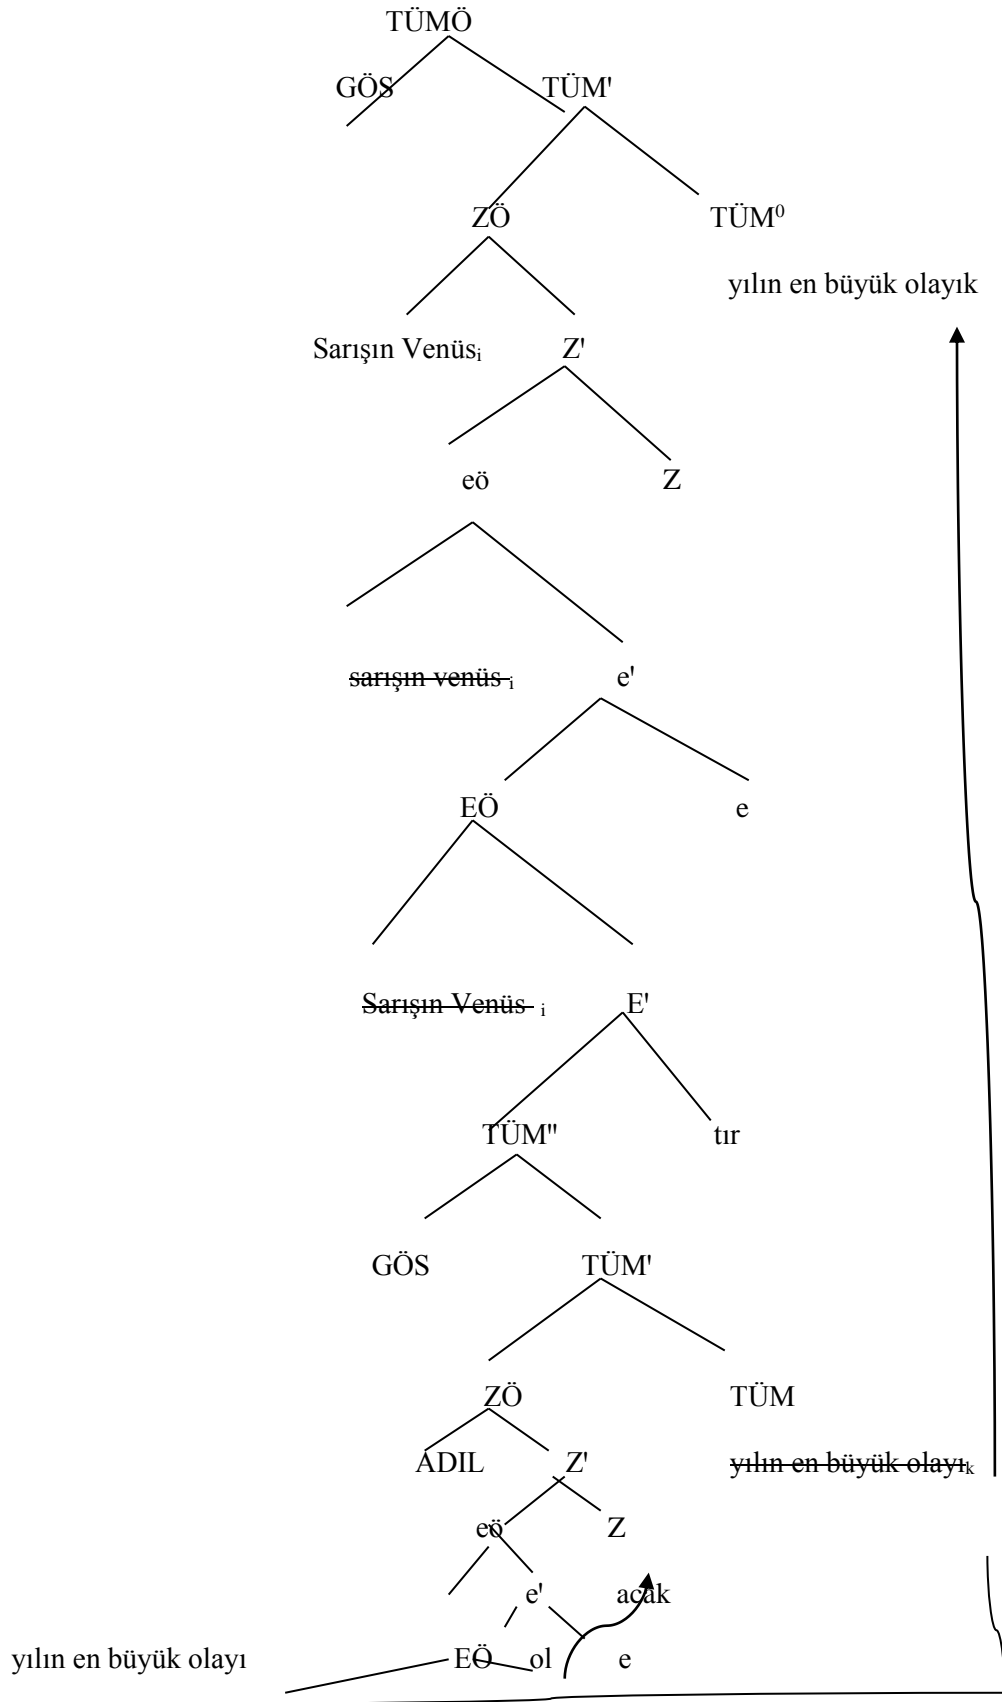 TÜMÖ
GÖS TÜM'
ZÖ TÜM⁰
yılın en büyük olayık
Sarışın Venüsᵢ Z'
eö Z
sarışın venüs ᵢ e'
EÖ e
Sarışın Venüs ᵢ E'
TÜM" tır
GÖS TÜM'
ZÖ TÜM
ADIL Z' yılın en büyük olayıₖ
eö Z
e' acak
yılın en büyük olayı EÖ ol e